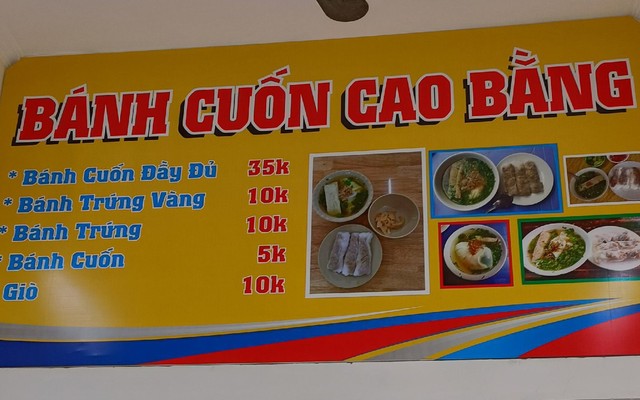 BÁNH CUỐN CAO BẰNG
* Bánh Cuốn Đầy Đủ 35k
* Bánh Trứng Vàng 10k
* Bánh Trứng 10k
* Bánh Cuốn 5k
Giò 10k